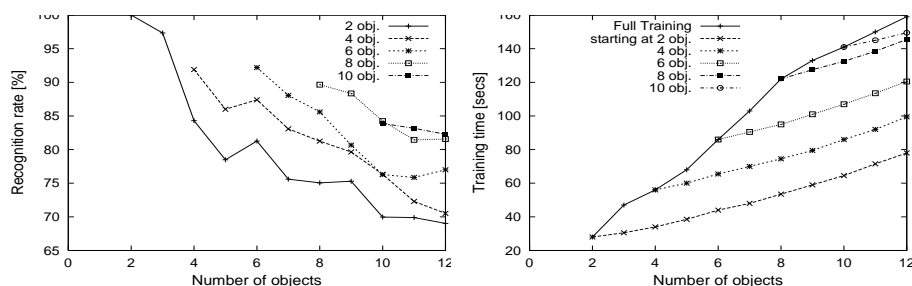 100
95
90
85
80
75
70
65
0
2
4
6
8
10
12
Recognition rate [%]
Number of objects
2 obj.
4 obj.
6 obj.
8 obj.
10 obj.
160
140
120
100
80
60
40
20
0
2
4
6
8
10
12
Training time [secs]
Number of objects
Full Training
starting at 2 obj.
4 obj.
6 obj.
8 obj.
10 obj.